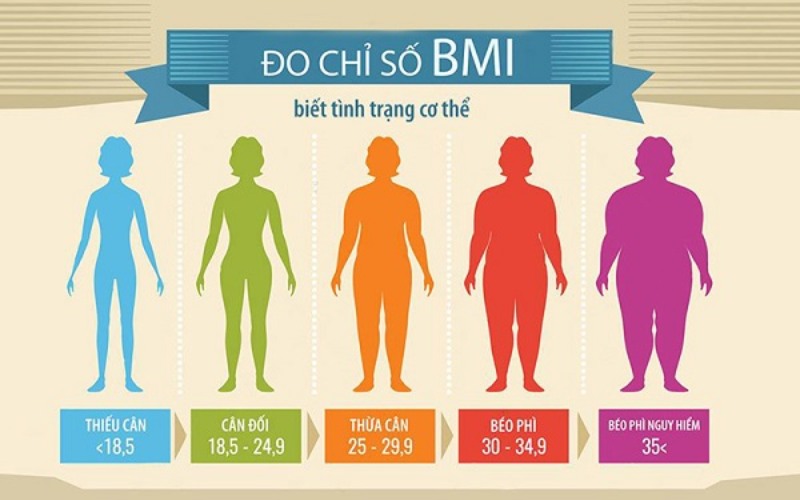 ĐO CHỈ SỐ BMI
biết tình trạng cơ thể
THIẾU CÂN
<18,5
CÂN ĐỐI
18,5 - 24,9
THỪA CÂN
25 - 29,9
BÉO PHÌ
30 - 34,9
BÉO PHÌ NGUY HIỂM
35<